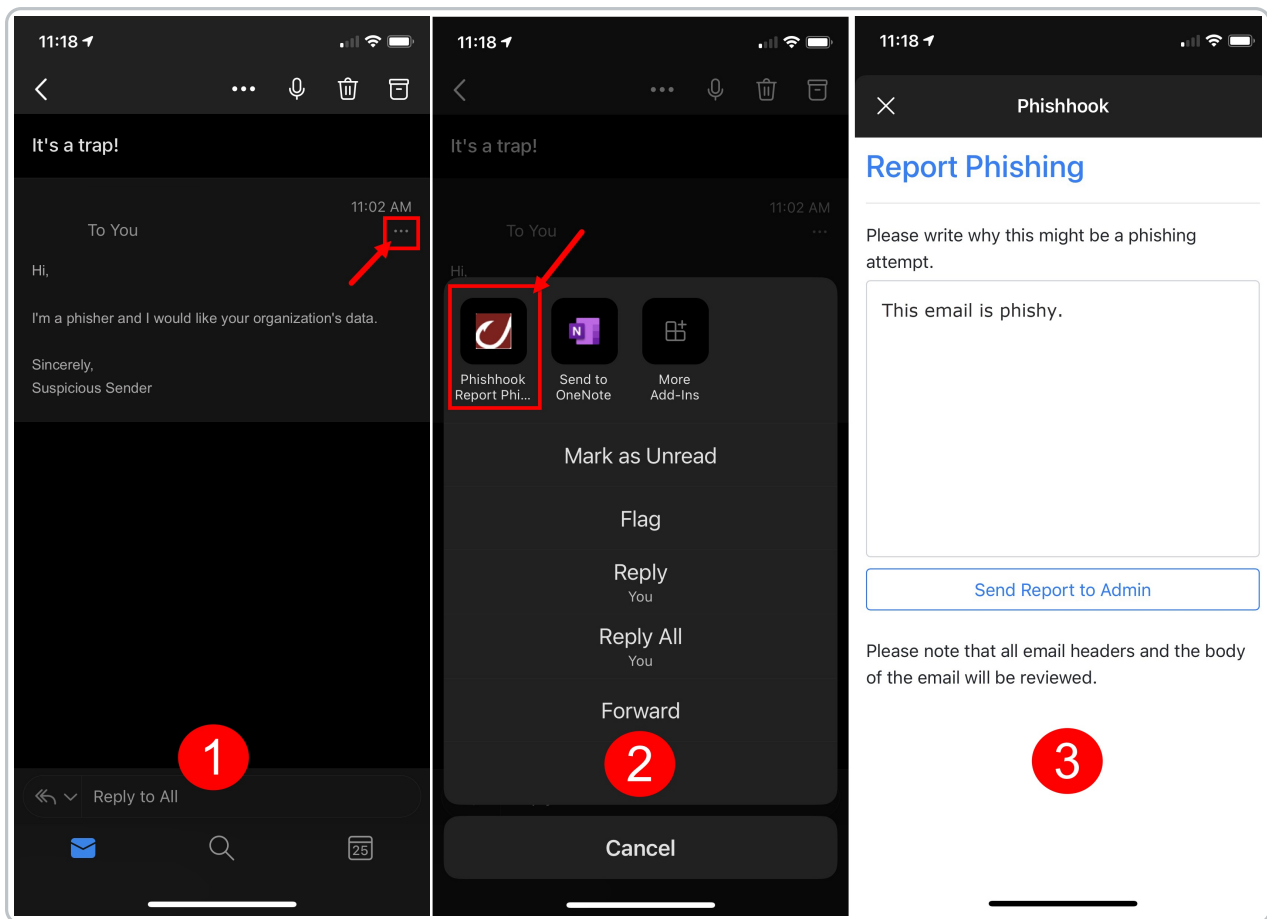 11:18
It's a trap!
11:02 AM
To You
Hi,
I'm a phisher and I would like your organization's data.
Sincerely,
Suspicious Sender
1
Reply to All
25
11:18
It's a trap!
11:02 AM
To You
Hi,
N
Phishhook
Report Phi...
Send to
OneNote
More
Add-Ins
Mark as Unread
Flag
Reply
You
Reply All
You
Forward
2
Cancel
11:18
Phishhook
Report Phishing
Please write why this might be a phishing
attempt.
This email is phishy.
Send Report to Admin
Please note that all email headers and the body
of the email will be reviewed.
3